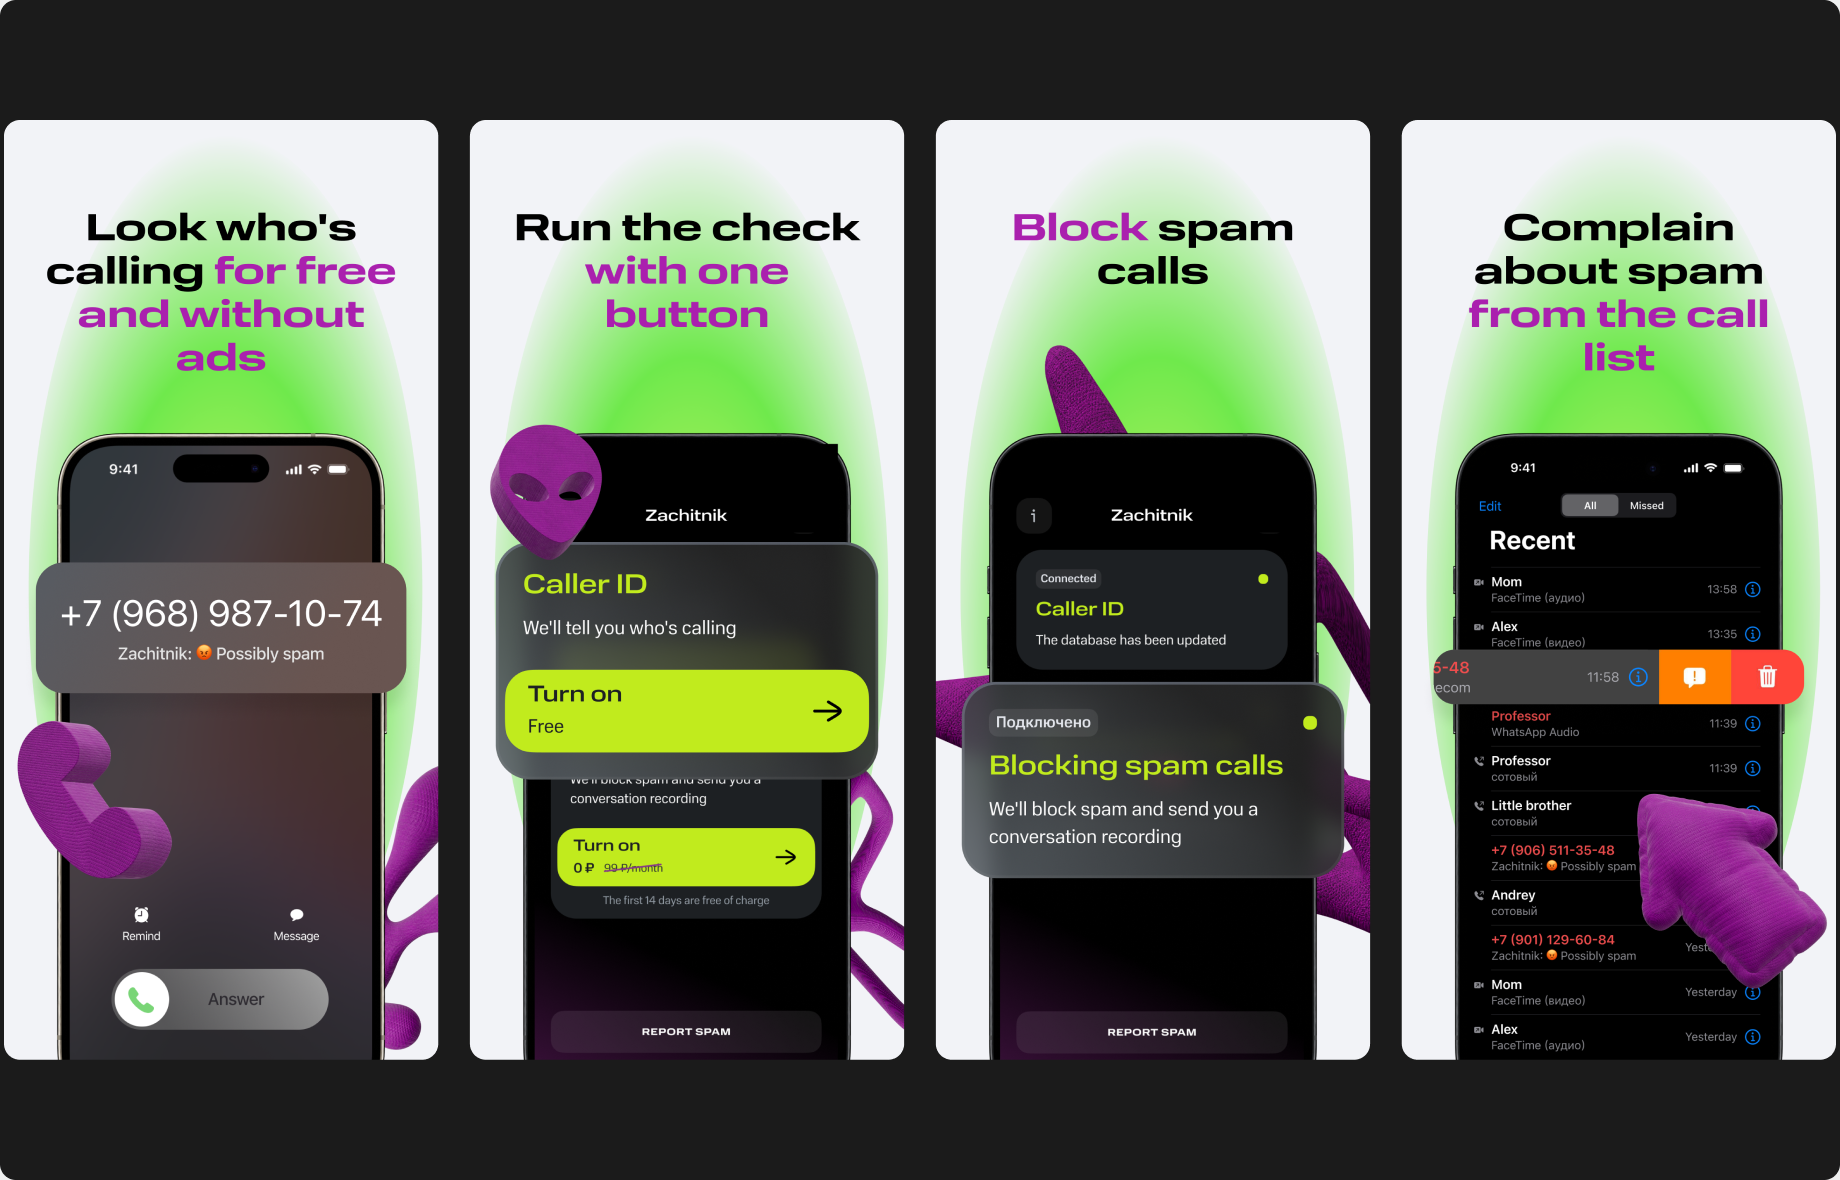 Look who's
calling for free
and without
ads
9:41
+7 (968) 987-10-74
Zachitnik: 😡 Possibly spam
Remind
Message
Answer
Run the check
with one
button
Zachitnik
Caller ID
We'll tell you who's calling
Turn on
Free
We'll block spam and send you a
conversation recording
Turn on
0 ₽ 99 ₽/month
The first 14 days are free of charge
REPORT SPAM
Block spam
calls
i
Zachitnik
Connected
Caller ID
The database has been updated
Подключено
Blocking spam calls
We'll block spam and send you a
conversation recording
REPORT SPAM
Complain
about spam
from the call
list
9:41
Edit
All
Missed
Recent
Mom
FaceTime (аудио)
13:58
Alex
FaceTime (видео)
13:35
5-48
ecom
11:58
Professor
WhatsApp Audio
11:39
Professor
сотовый
11:39
Little brother
сотовый
+7 (906) 511-35-48
Zachitnik: 😡 Possibly spam
Andrey
сотовый
+7 (901) 129-60-84
Zachitnik: 😡 Possibly spam
Mom
FaceTime (видео)
Yesterday
Alex
FaceTime (аудио)
Yesterday